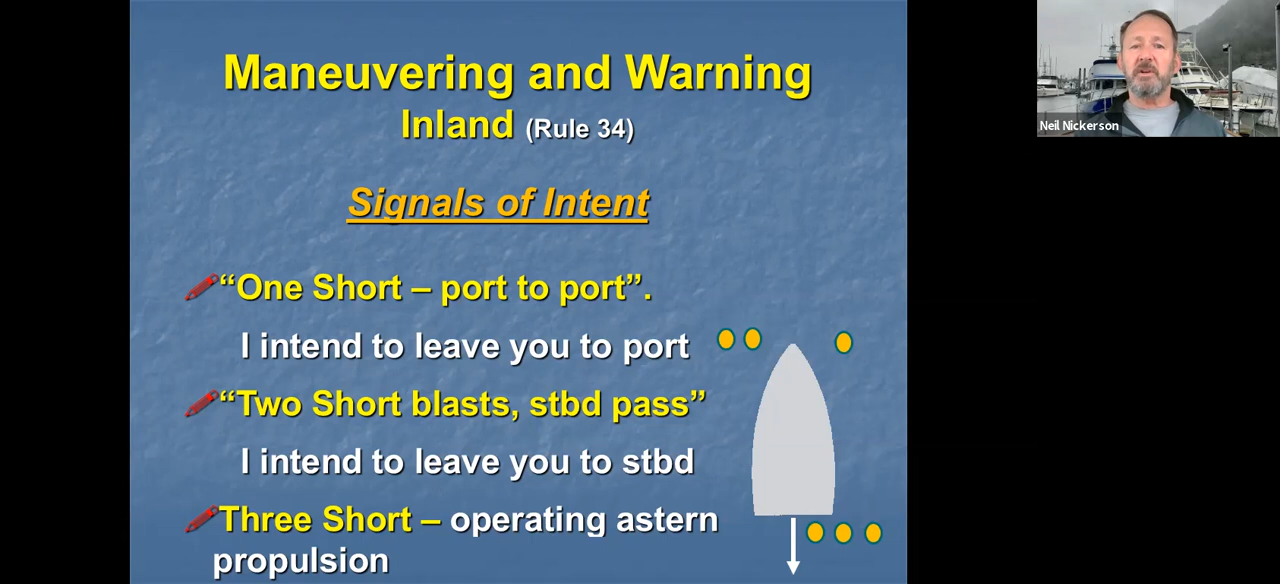 Maneuvering and Warning
Inland (Rule 34)
Signals of Intent
“One Short – port to port”.
I intend to leave you to port
“Two Short blasts, stbd pass”
I intend to leave you to stbd
Three Short – operating astern
propulsion
Neil Nickerson